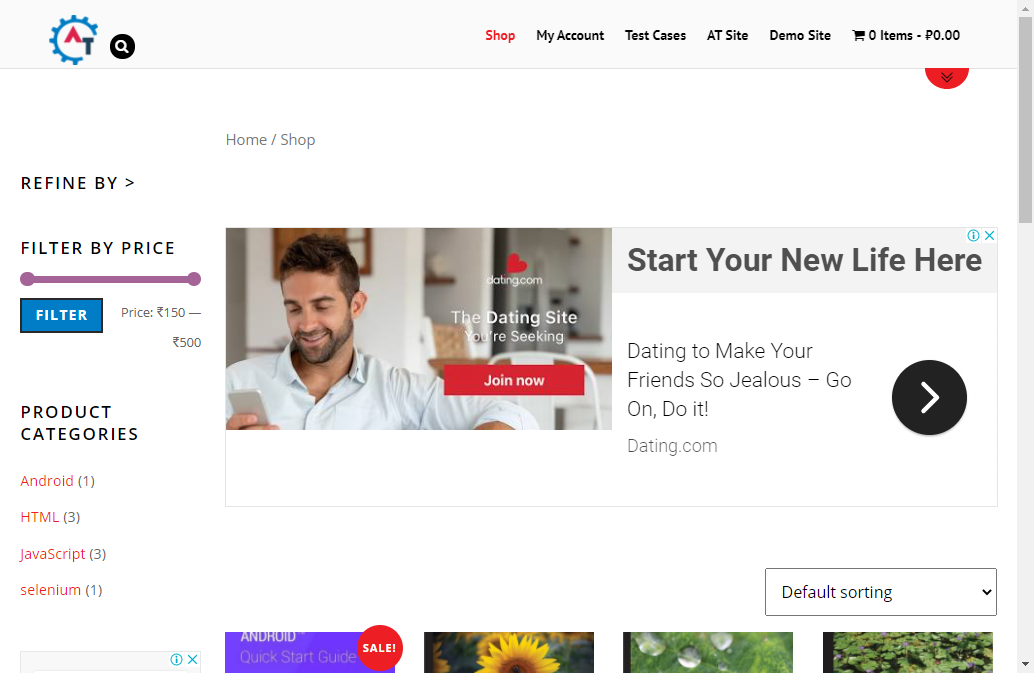 AT
Shop My Account Test Cases AT Site Demo Site 0 Items - ₽0.00
Home / Shop
REFINE BY >
FILTER BY PRICE
FILTER
Price: ₹150 —
₹500
PRODUCT
CATEGORIES
Android (1)
HTML (3)
JavaScript (3)
selenium (1)
dating.com
The Dating Site
You're Seeking
Join now
Start Your New Life Here
Dating to Make Your
Friends So Jealous – Go
On, Do it!
Dating.com
Default sorting
ANDROID
Quick Start Guide
SALE!